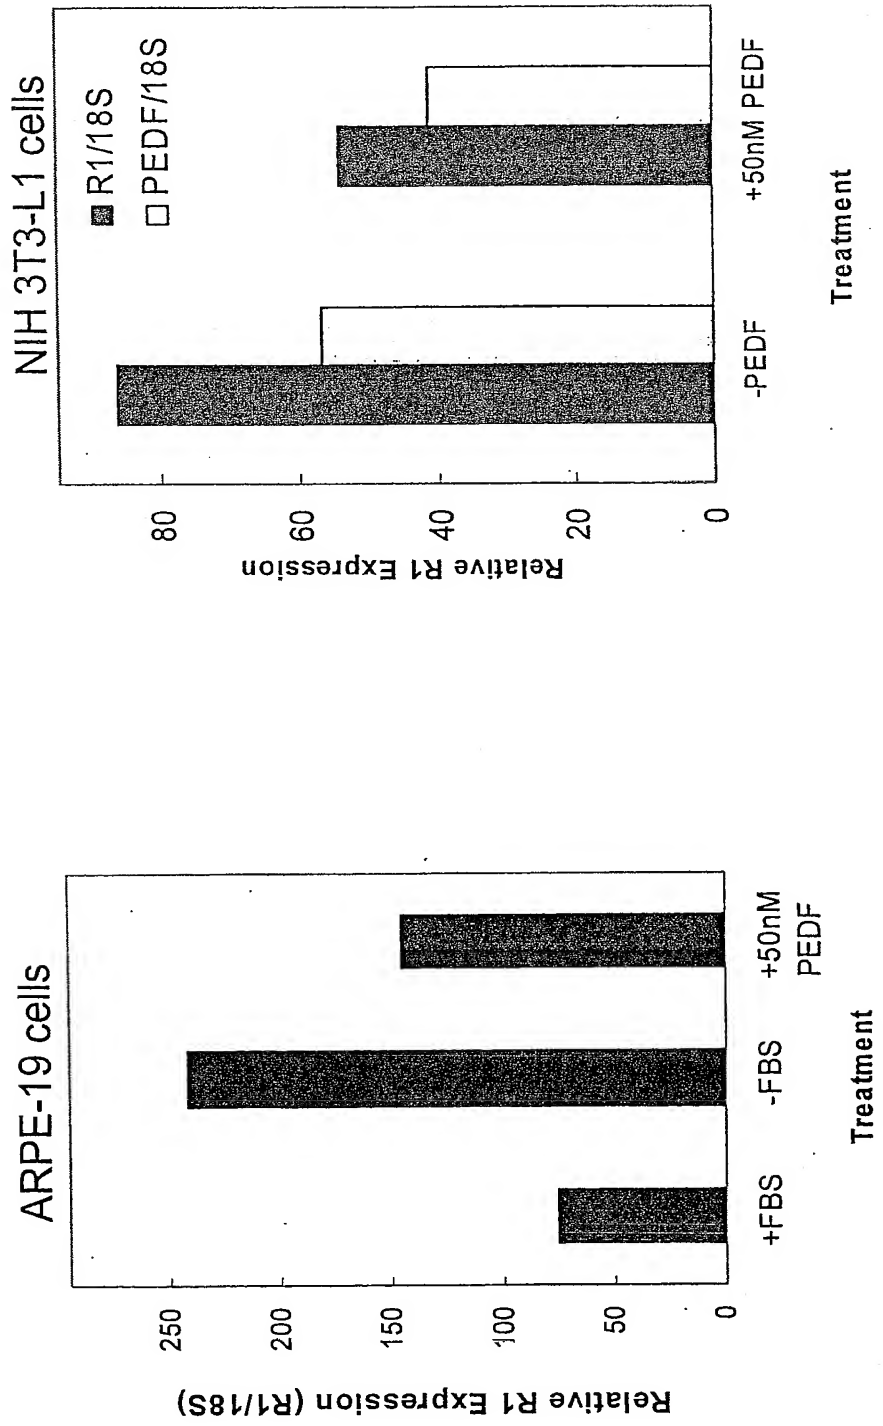 ARPE-19 cells
Relative R1 Expression (R1/18S)
250
200
150
100
50
0
+FBS
-FBS
+50nM
PEDF
Treatment
NIH 3T3-L1 cells
R1/18S
PEDF/18S
Relative R1 Expression
80
60
40
20
0
-PEDF
+50nM PEDF
Treatment